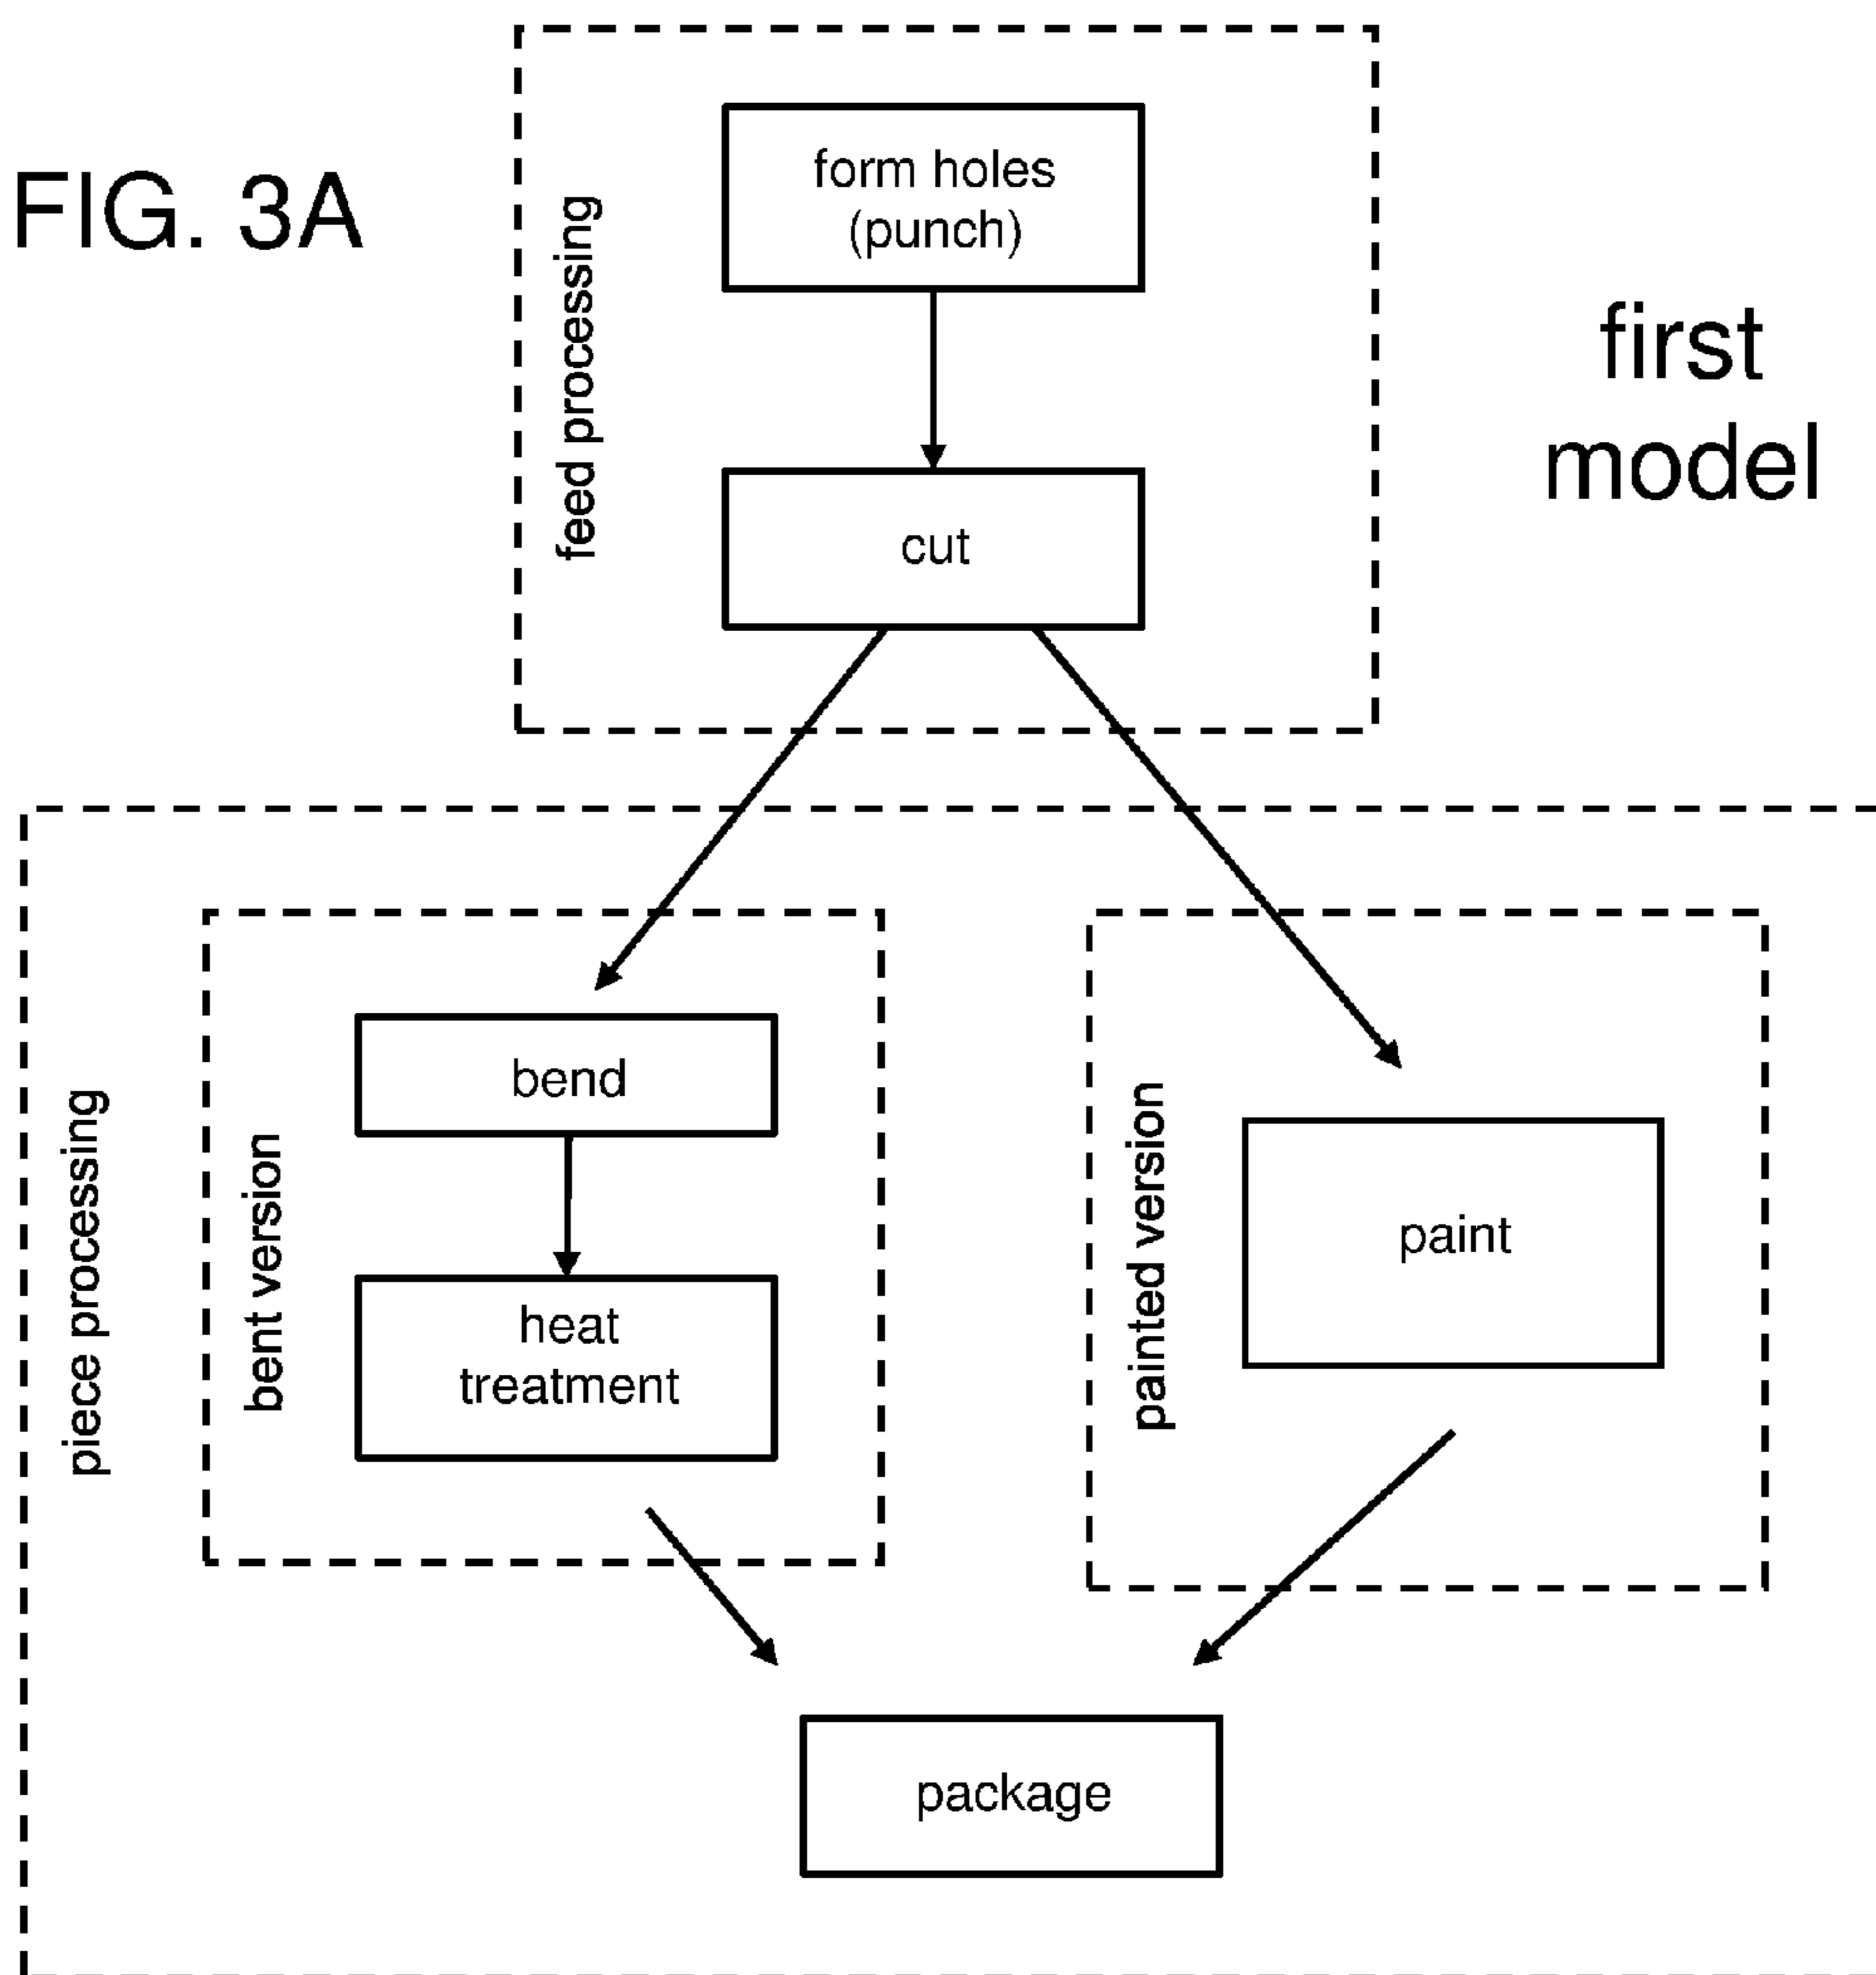 FIG. 3A
first
model
feed processing
form holes
(punch)
cut
piece processing
bent version
bend
heat
treatment
painted version
paint
package